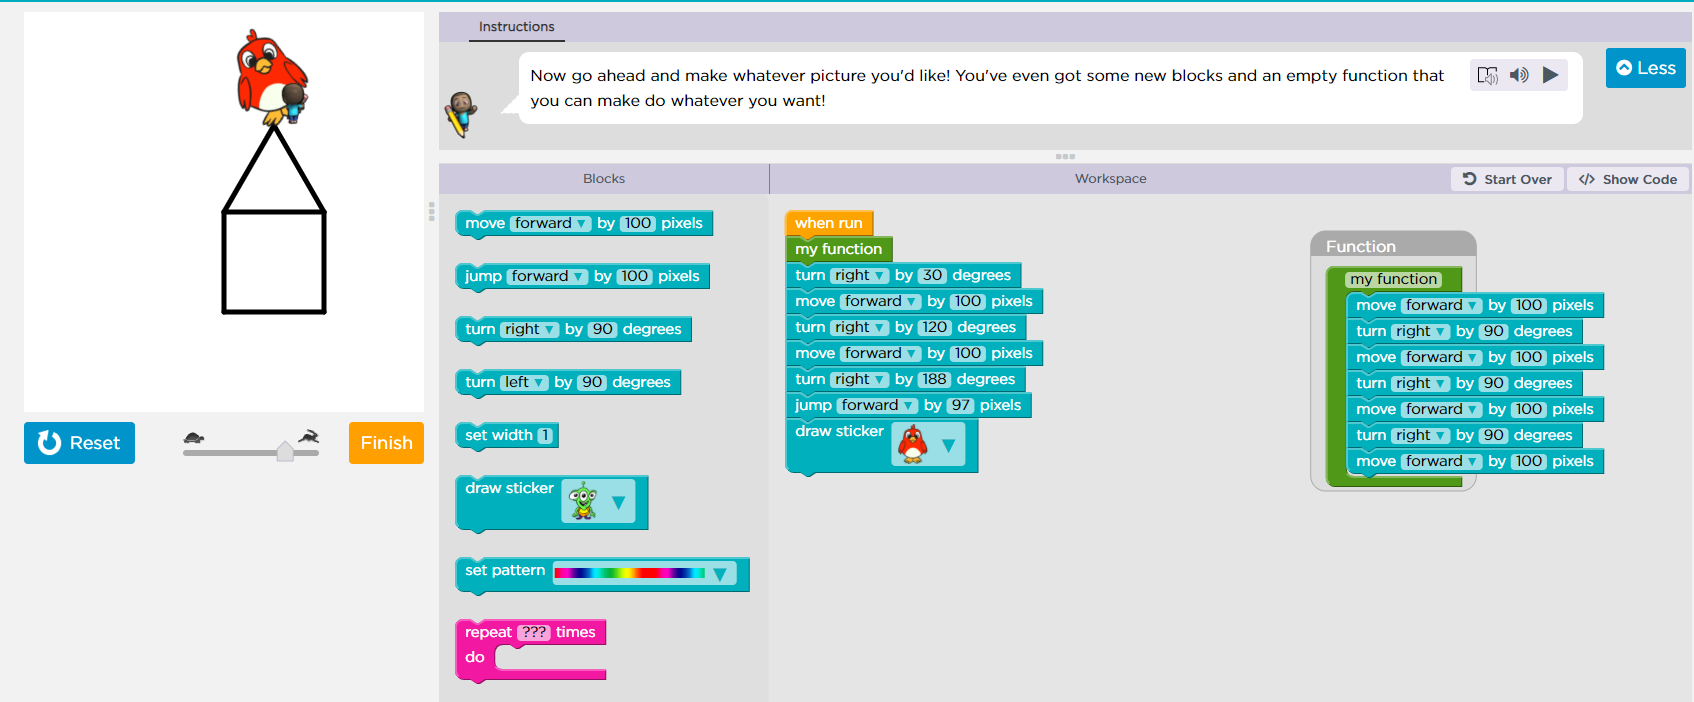 Instructions
Now go ahead and make whatever picture you'd like! You've even got some new blocks and an empty function that
you can make do whatever you want!
Less
Blocks
Workspace
Start Over
</> Show Code
Reset
Finish
move forward ▼ by 100 pixels
jump forward ▼ by 100 pixels
turn right ▼ by 90 degrees
turn left ▼ by 90 degrees
set width 1
draw sticker ▼
set pattern ▼
repeat ??? times
do
when run
my function
turn right ▼ by 30 degrees
move forward ▼ by 100 pixels
turn right ▼ by 120 degrees
move forward ▼ by 100 pixels
turn right ▼ by 188 degrees
jump forward ▼ by 97 pixels
draw sticker ▼
Function
my function
move forward ▼ by 100 pixels
turn right ▼ by 90 degrees
move forward ▼ by 100 pixels
turn right ▼ by 90 degrees
move forward ▼ by 100 pixels
turn right ▼ by 90 degrees
move forward ▼ by 100 pixels